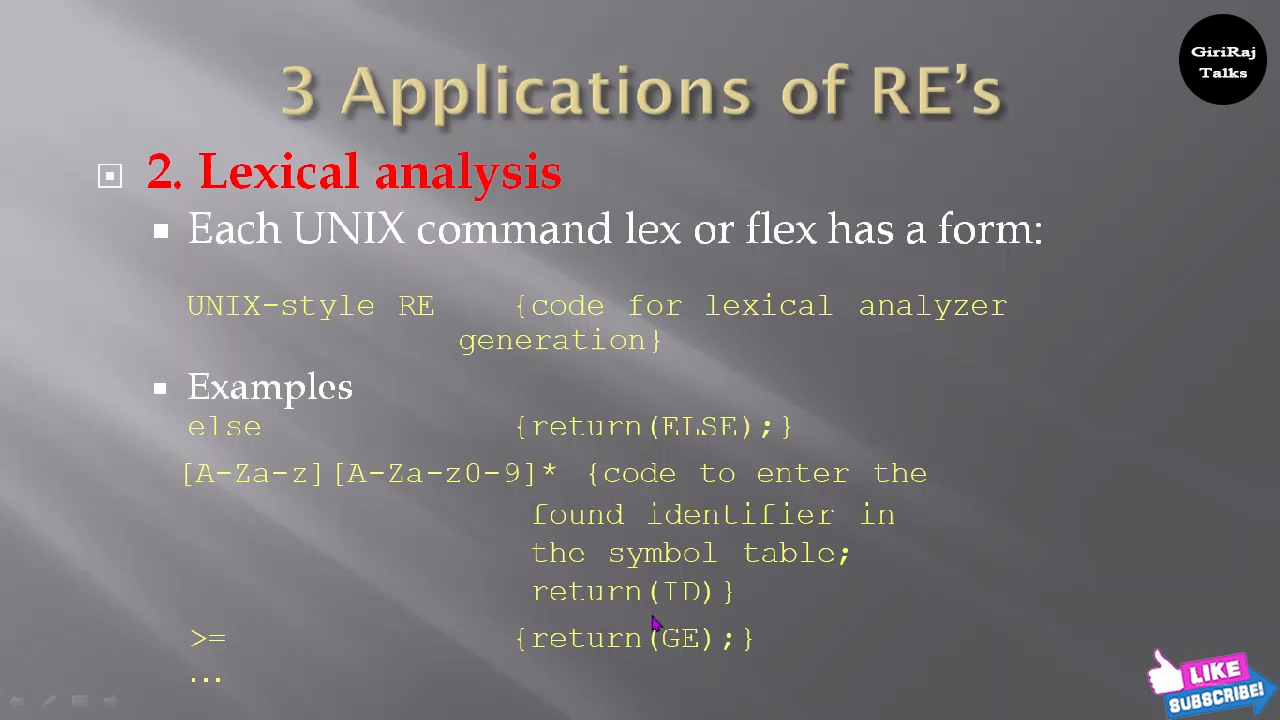 GiriRaj
Talks
3 Applications of RE's
2. Lexical analysis
Each UNIX command lex or flex has a form:
UNIX-style RE {code for lexical analyzer
generation}
Examples
else {return(ELSE);}
[A-Za-z][A-Za-z0-9]* {code to enter the
found identifier in
the symbol table;
return(ID)}
>= {return(GE);}
...
LIKE
SUBSCRIBE!